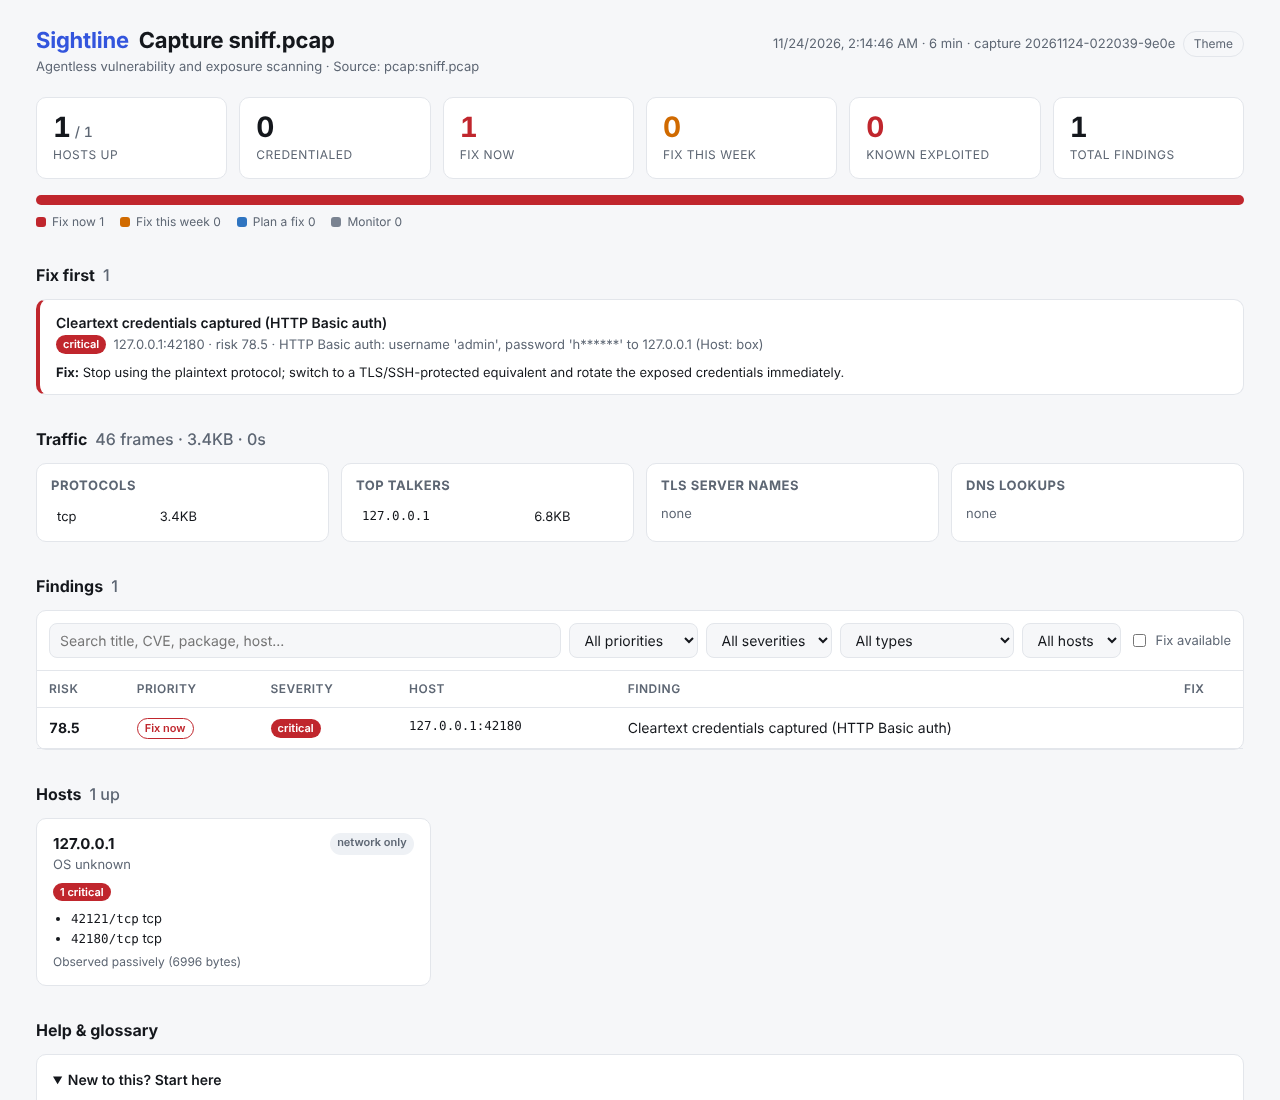 Sightline Capture sniff.pcap
11/24/2026, 2:14:46 AM · 6 min · capture 20261124-022039-9e0e Theme
Agentless vulnerability and exposure scanning · Source: pcap:sniff.pcap
1 / 1
HOSTS UP
0
CREDENTIALED
1
FIX NOW
0
FIX THIS WEEK
0
KNOWN EXPLOITED
1
TOTAL FINDINGS
Fix now 1 Fix this week 0 Plan a fix 0 Monitor 0
Fix first 1
Cleartext credentials captured (HTTP Basic auth)
critical 127.0.0.1:42180 · risk 78.5 · HTTP Basic auth: username 'admin', password 'h******' to 127.0.0.1 (Host: box)
Fix: Stop using the plaintext protocol; switch to a TLS/SSH-protected equivalent and rotate the exposed credentials immediately.
Traffic 46 frames · 3.4KB · 0s
PROTOCOLS
tcp 3.4KB
TOP TALKERS
127.0.0.1 6.8KB
TLS SERVER NAMES
none
DNS LOOKUPS
none
Findings 1
Search title, CVE, package, host... All priorities All severities All types All hosts Fix available
RISK PRIORITY SEVERITY HOST FINDING FIX
78.5 Fix now critical 127.0.0.1:42180 Cleartext credentials captured (HTTP Basic auth)
Hosts 1 up
127.0.0.1 network only
OS unknown
1 critical
• 42121/tcp tcp
• 42180/tcp tcp
Observed passively (6996 bytes)
Help & glossary
▼ New to this? Start here